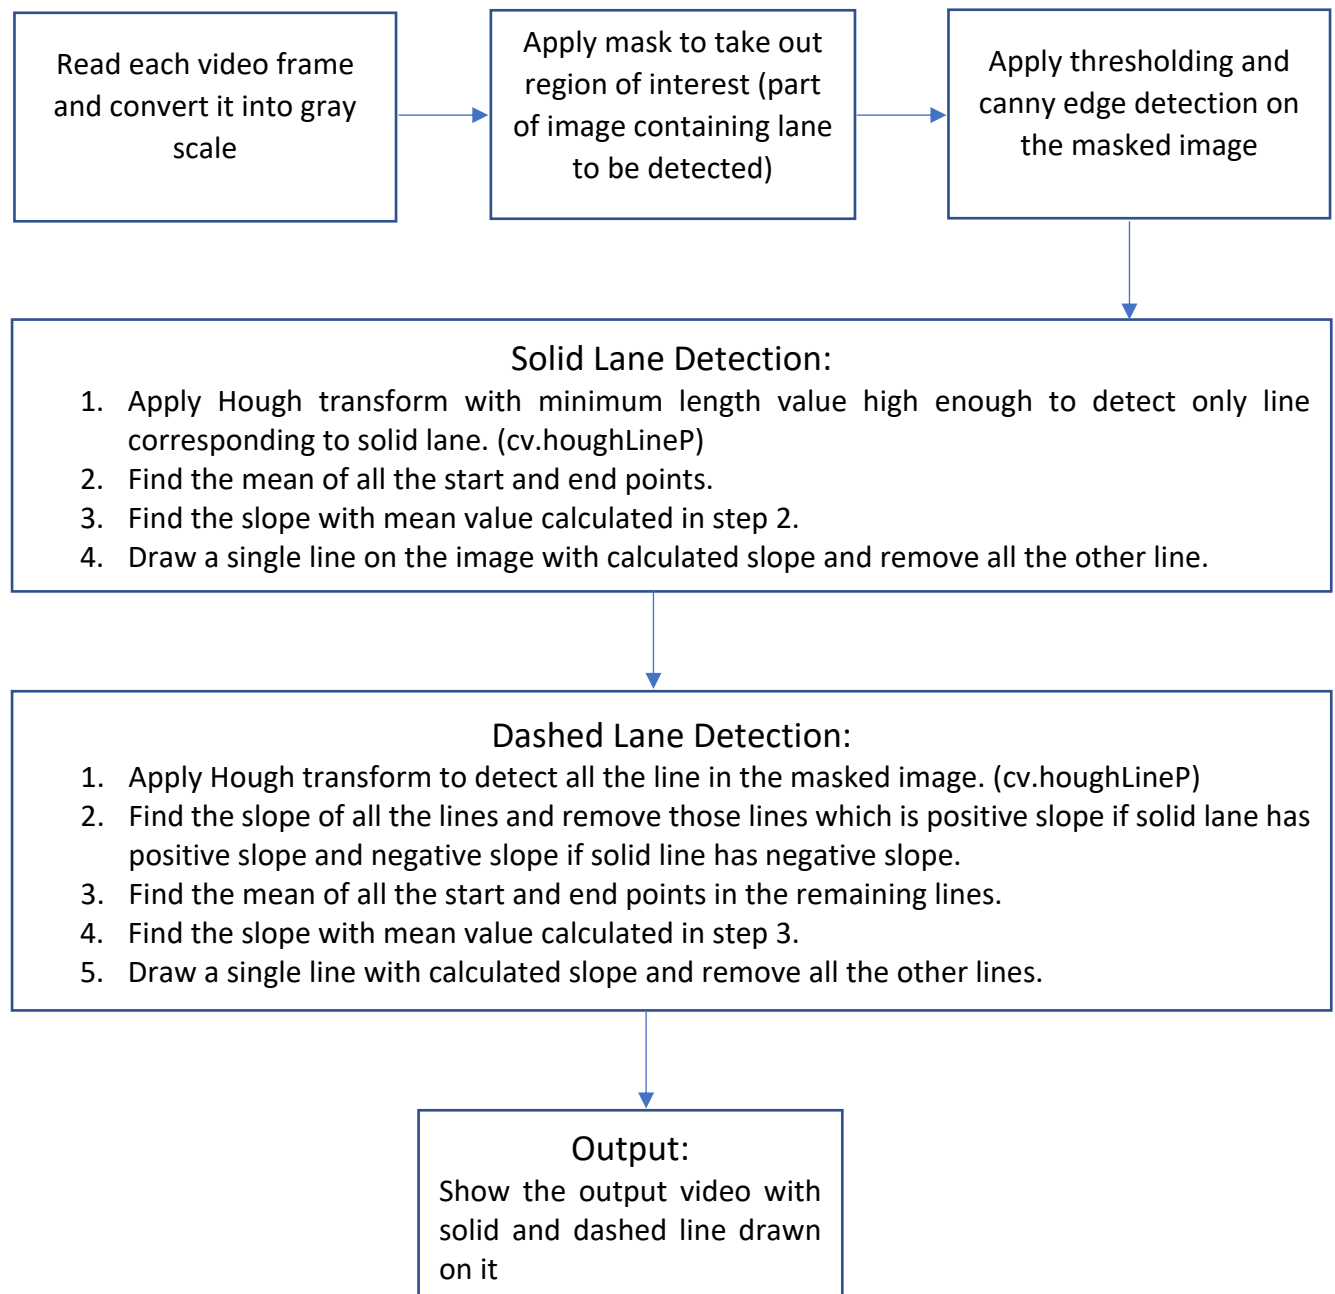 Read each video frame
and convert it into gray
scale
Apply mask to take out
region of interest (part
of image containing lane
to be detected)
Apply thresholding and
canny edge detection on
the masked image
Solid Lane Detection:
1. Apply Hough transform with minimum length value high enough to detect only line
corresponding to solid lane. (cv.houghLineP)
2. Find the mean of all the start and end points.
3. Find the slope with mean value calculated in step 2.
4. Draw a single line on the image with calculated slope and remove all the other line.
Dashed Lane Detection:
1. Apply Hough transform to detect all the line in the masked image. (cv.houghLineP)
2. Find the slope of all the lines and remove those lines which is positive slope if solid lane has
positive slope and negative slope if solid line has negative slope.
3. Find the mean of all the start and end points in the remaining lines.
4. Find the slope with mean value calculated in step 3.
5. Draw a single line with calculated slope and remove all the other lines.
Output:
Show the output video with
solid and dashed line drawn
on it